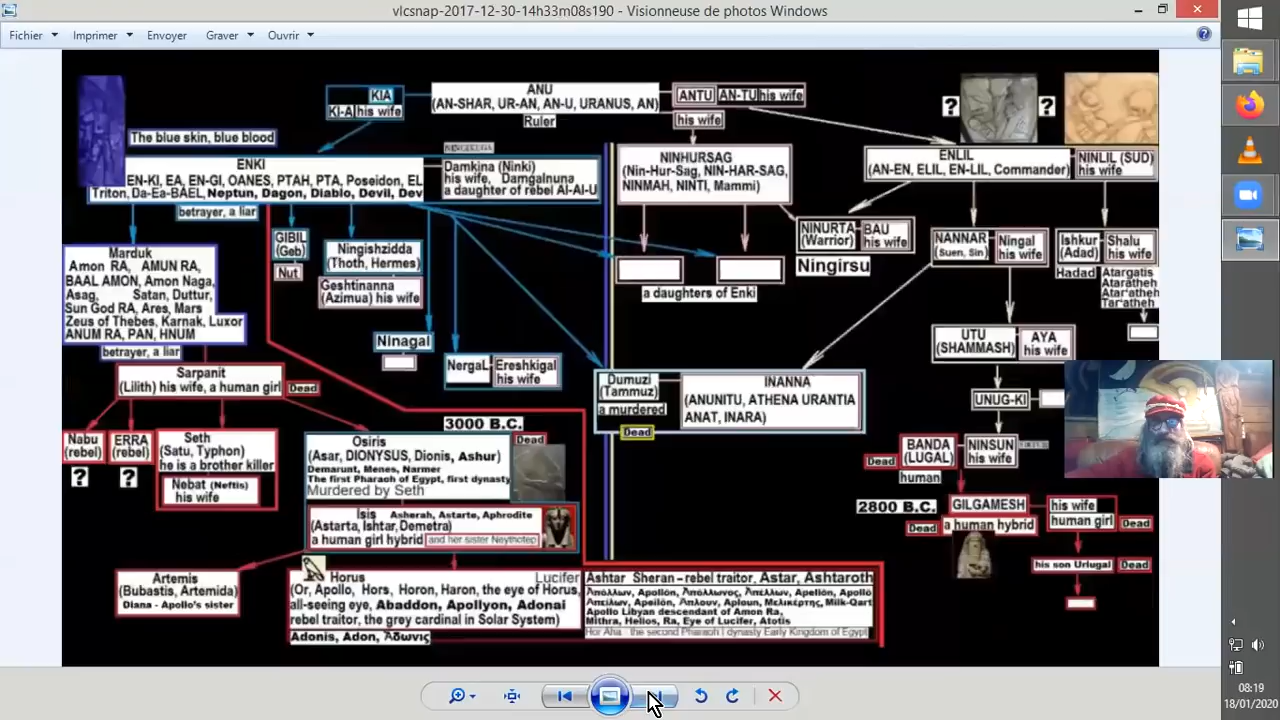 vlcsnap-2017-12-30-14h33m08s190 - Visionneuse de photos Windows
Fichier
Imprimer
Envoyer
Graver
Ouvrir
KIA
KI-A his wife
ANU
(AN-SHAR, UR-AN, AN-U, URANUS, AN)
Ruler
ANTU AN-TU his wife
his wife
The blue skin, blue blood
ENKI
EN-KI, EA, EN-GI, OANES, PTAH, PTA, Poseidon, EL
Triton, Da-Ea-BAEL, Neptun, Dagon, Diablo, Devil, Dev
betrayer, a liar
Damkina (Ninki)
his wife, Damgalnuna
a daughter of rebel Al-Al-U
NINHURSAG
(Nin-Hur-Sag, NIN-HAR-SAG,
NINMAH, NINTI, Mammi)
? ?
ENLIL
(AN-EN, ELIL, EN-LIL, Commander)
NINLIL (SUD)
his wife
Marduk
Amon RA, AMUN RA,
BAAL AMON, Amon Naga,
Asag, Satan, Duttur,
Sun God RA, Ares, Mars
Zeus of Thebes, Karnak, Luxor
ANUM RA, PAN, HNUM
betrayer, a liar
GIBIL
(Geb)
Nut
Ningishzidda
(Thoth, Hermes)
Geshtinanna
(Azimua) his wife
Ninagal
NergaL
Ereshkigal
his wife
a daughters of Enki
NINURTA
(Warrior)
BAU
his wife
Ningirsu
NANNAR
(Suen, Sin)
Ningal
his wife
Ishkur
(Adad)
Shalu
his wife
Hadad
Atargatis
Ataratheh
Atar'atheh
Tar'atheh
UTU
(SHAMMASH)
AYA
his wife
Sarpanit
(Lilith) his wife, a human girl
Dead
Dumuzi
(Tammuz)
a murdered
Dead
INANNA
(ANUNITU, ATHENA URANTIA
ANAT, INARA)
UNUG-KI
Nabu
(rebel)
?
ERRA
(rebel)
?
Seth
(Satu, Typhon)
he is a brother killer
Nebat (Neftis)
his wife
3000 B.C.
Dead
Osiris
(Asar, DIONYSUS, Dionis, Ashur)
Demarunt, Menes, Narmer
The first Pharaoh of Egypt, first dynasty
Murdered by Seth
Isis Asherah, Astarte, Aphrodite
(Astarta, Ishtar, Demetra)
a human girl hybrid and her sister Neythotep
Dead
BANDA
(LUGAL)
human
NINSUN
his wife
2800 B.C.
Dead
GILGAMESH
a human hybrid
his wife
human girl
Dead
his son Urlugal
Dead
Artemis
(Bubastis, Artemida)
Diana - Apollo's sister
Horus Lucifer
(Or, Apollo, Hors, Horon, Haron, the eye of Horus,
all-seeing eye, Abaddon, Apollyon, Adonai
rebel traitor, the grey cardinal in Solar System)
Adonis, Adon, Ἄδωνις
Ashtar Sheran - rebel traitor, Astar, Ashtaroth
Apollo Libyan descendant of Amon Ra,
Mithra, Helios, Ra, Eye of Lucifer, Atotis
Hor Aha - the second Pharaoh I dynasty Early Kingdom of Egypt
08:19
18/01/2020